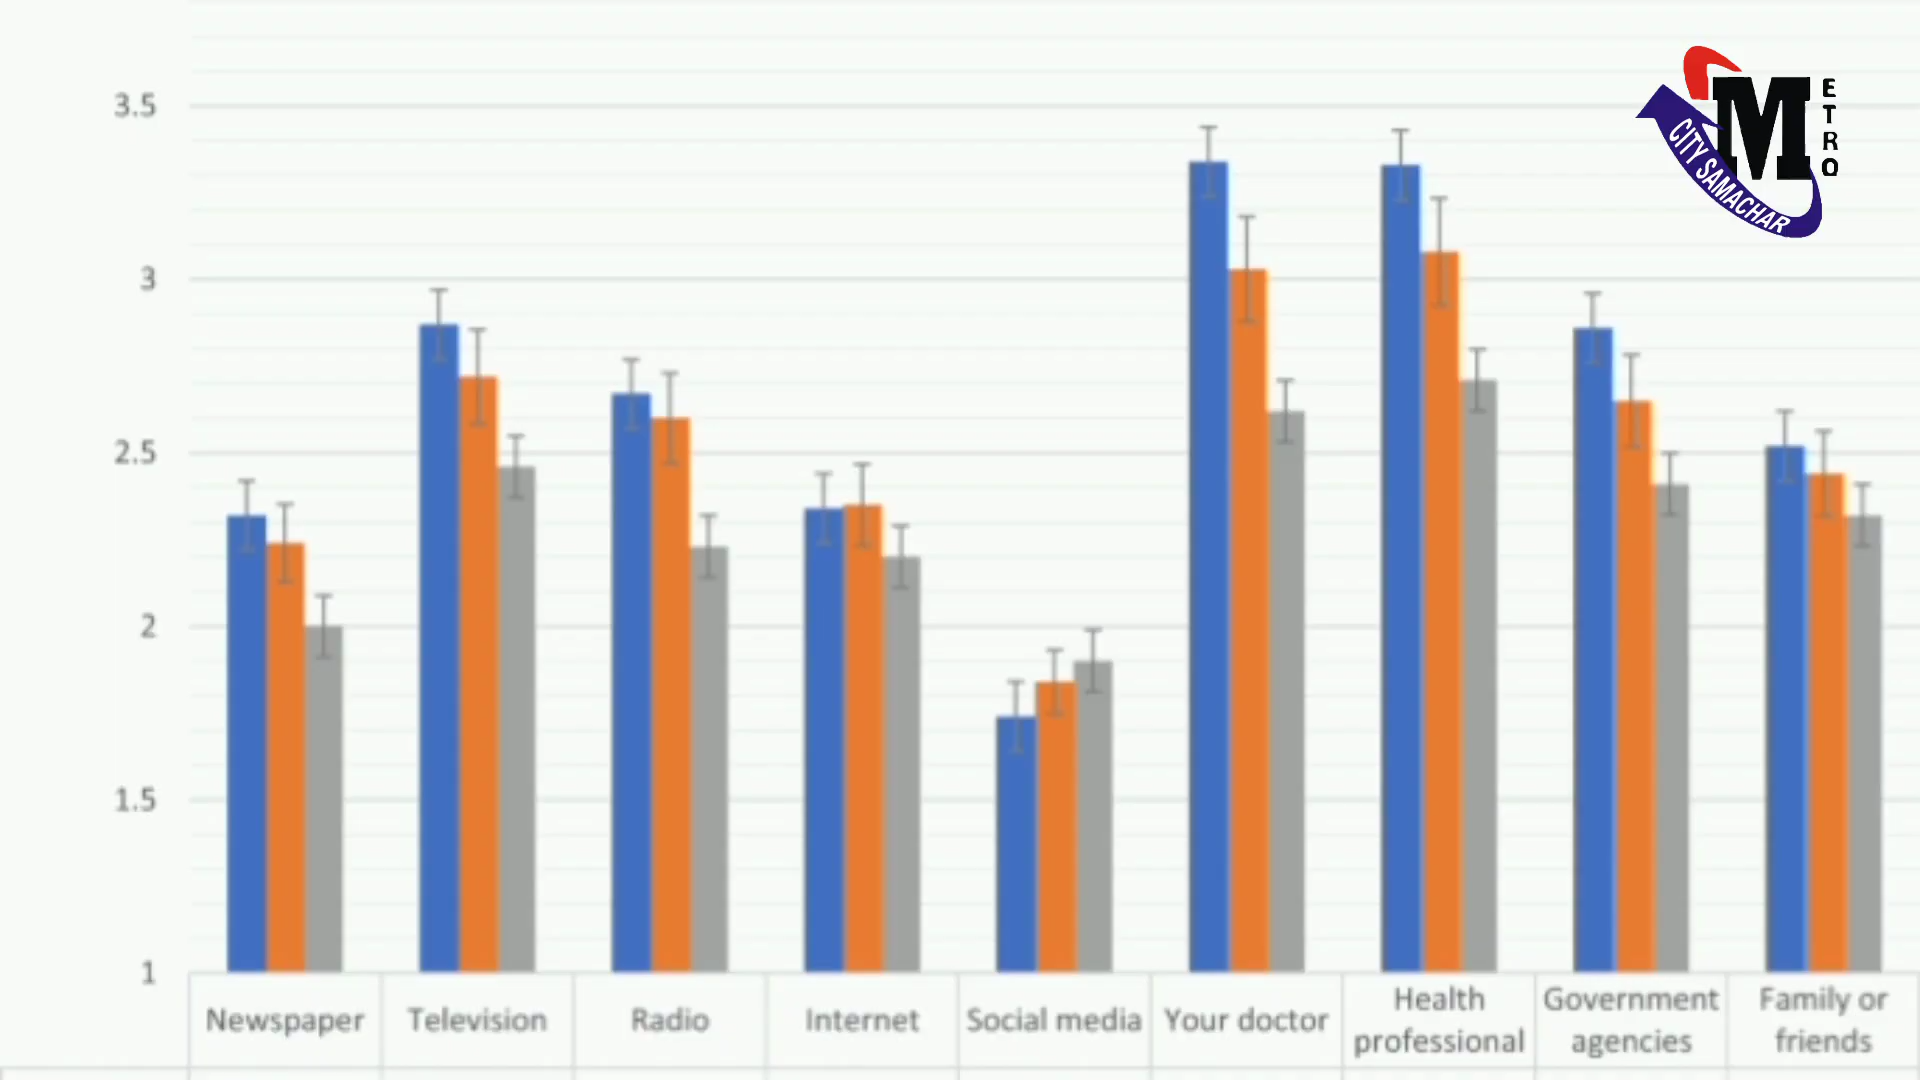 3.5
3
2.5
2
1.5
1
Newspaper
Television
Radio
Internet
Social media
Your doctor
Health
professional
Government
agencies
Family or
friends
METRO
CITY SAMACHAR